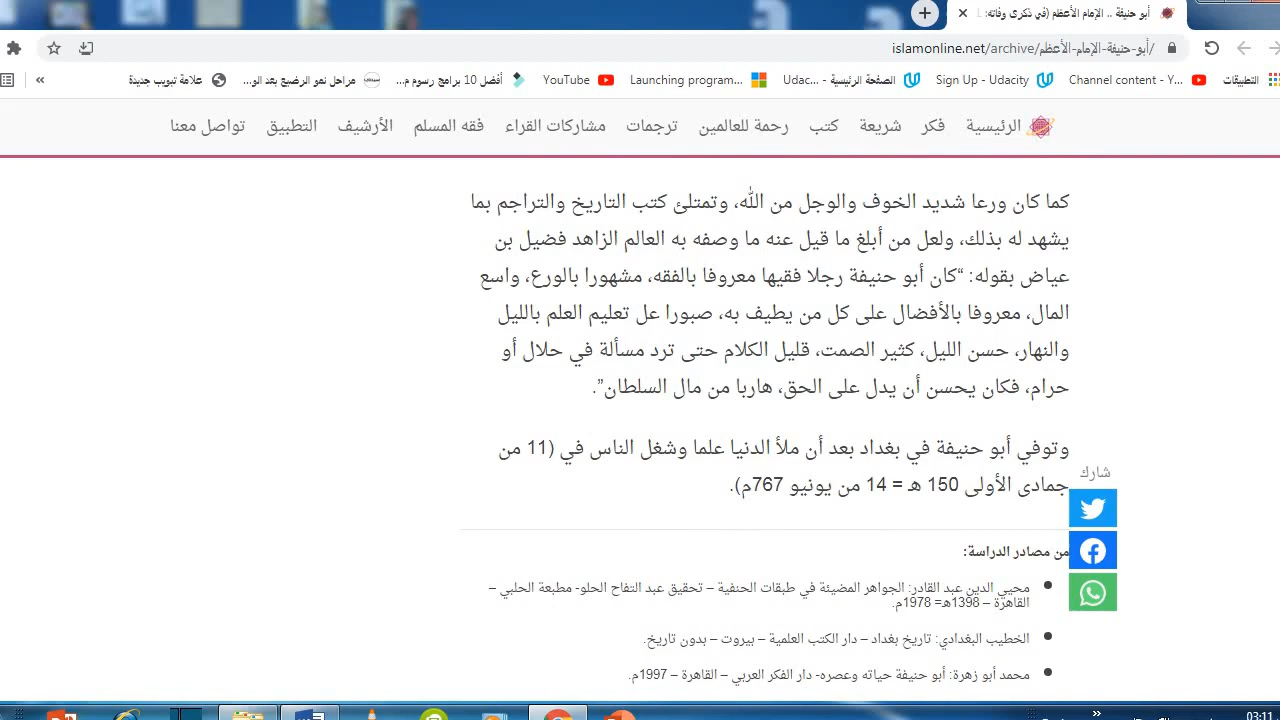 أبو حنيفة .. الإمام الأعظم (في ذكرى وفاته:
islamonline.net/archive/أبو-حنيفة-الإمام-الأعظم/
التطبيقات
Channel content - Y...
Sign Up - Udacity
الصفحة الرئيسية - Udac...
Launching program...
YouTube
أفضل 10 برامج رسوم م...
مراحل نمو الرضيع بعد الو...
علامة تبويب جديدة
»
الرئيسية فكر شريعة كتب رحمة للعالمين ترجمات مشاركات القراء فقه المسلم الأرشيف التطبيق تواصل معنا
كما كان ورعا شديد الخوف والوجل من الله، وتمتلئ كتب التاريخ والتراجم بما
يشهد له بذلك، ولعل من أبلغ ما قيل عنه ما وصفه به العالم الزاهد فضيل بن
عياض بقوله: “كان أبو حنيفة رجلا فقيها معروفا بالفقه، مشهورا بالورع، واسع
المال، معروفا بالأفضال على كل من يطيف به، صبورا عل تعليم العلم بالليل
والنهار، حسن الليل، كثير الصمت، قليل الكلام حتى ترد مسألة في حلال أو
حرام، فكان يحسن أن يدل على الحق، هاربا من مال السلطان”.
وتوفي أبو حنيفة في بغداد بعد أن ملأ الدنيا علما وشغل الناس في (11 من
جمادى الأولى 150 هـ = 14 من يونيو 767م).
شارك
من مصادر الدراسة:
محيي الدين عبد القادر: الجواهر المضيئة في طبقات الحنفية – تحقيق عبد التفاح الحلو- مطبعة الحلبي –
القاهرة – 1398هـ= 1978م.
الخطيب البغدادي: تاريخ بغداد – دار الكتب العلمية – بيروت – بدون تاريخ.
محمد أبو زهرة: أبو حنيفة حياته وعصره- دار الفكر العربي – القاهرة – 1997م.
03:11